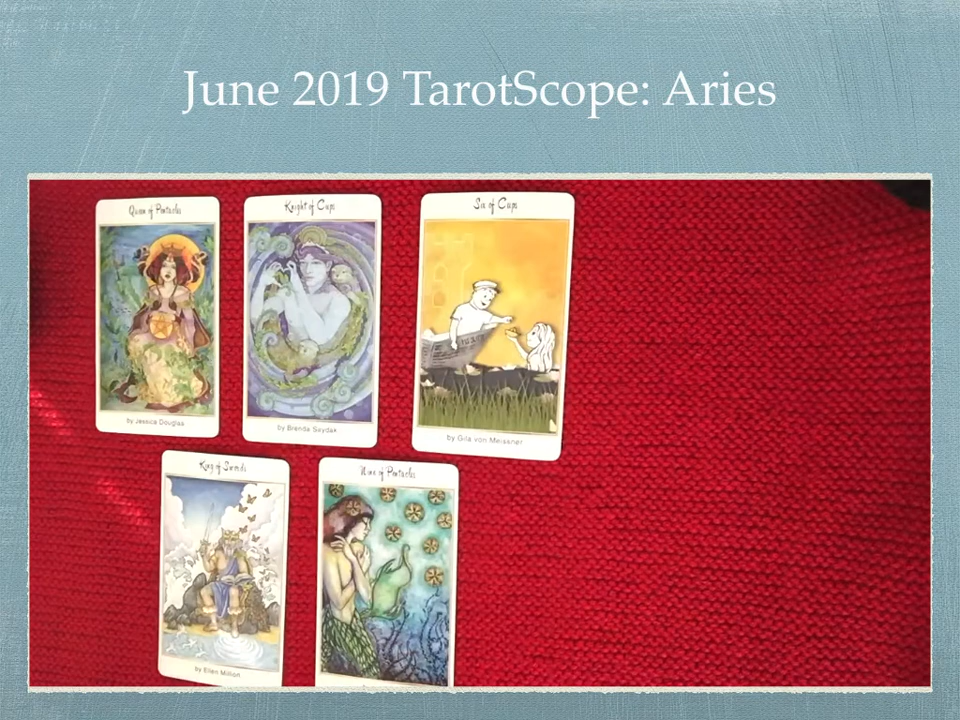 June 2019 TarotScope: Aries
Queen of Pentacles
Knight of Cups
Six of Cups
by Jessica Douglas
by Brenda Saydak
by Gila von Meissner
King of Swords
Nine of Pentacles
by Ellen Million